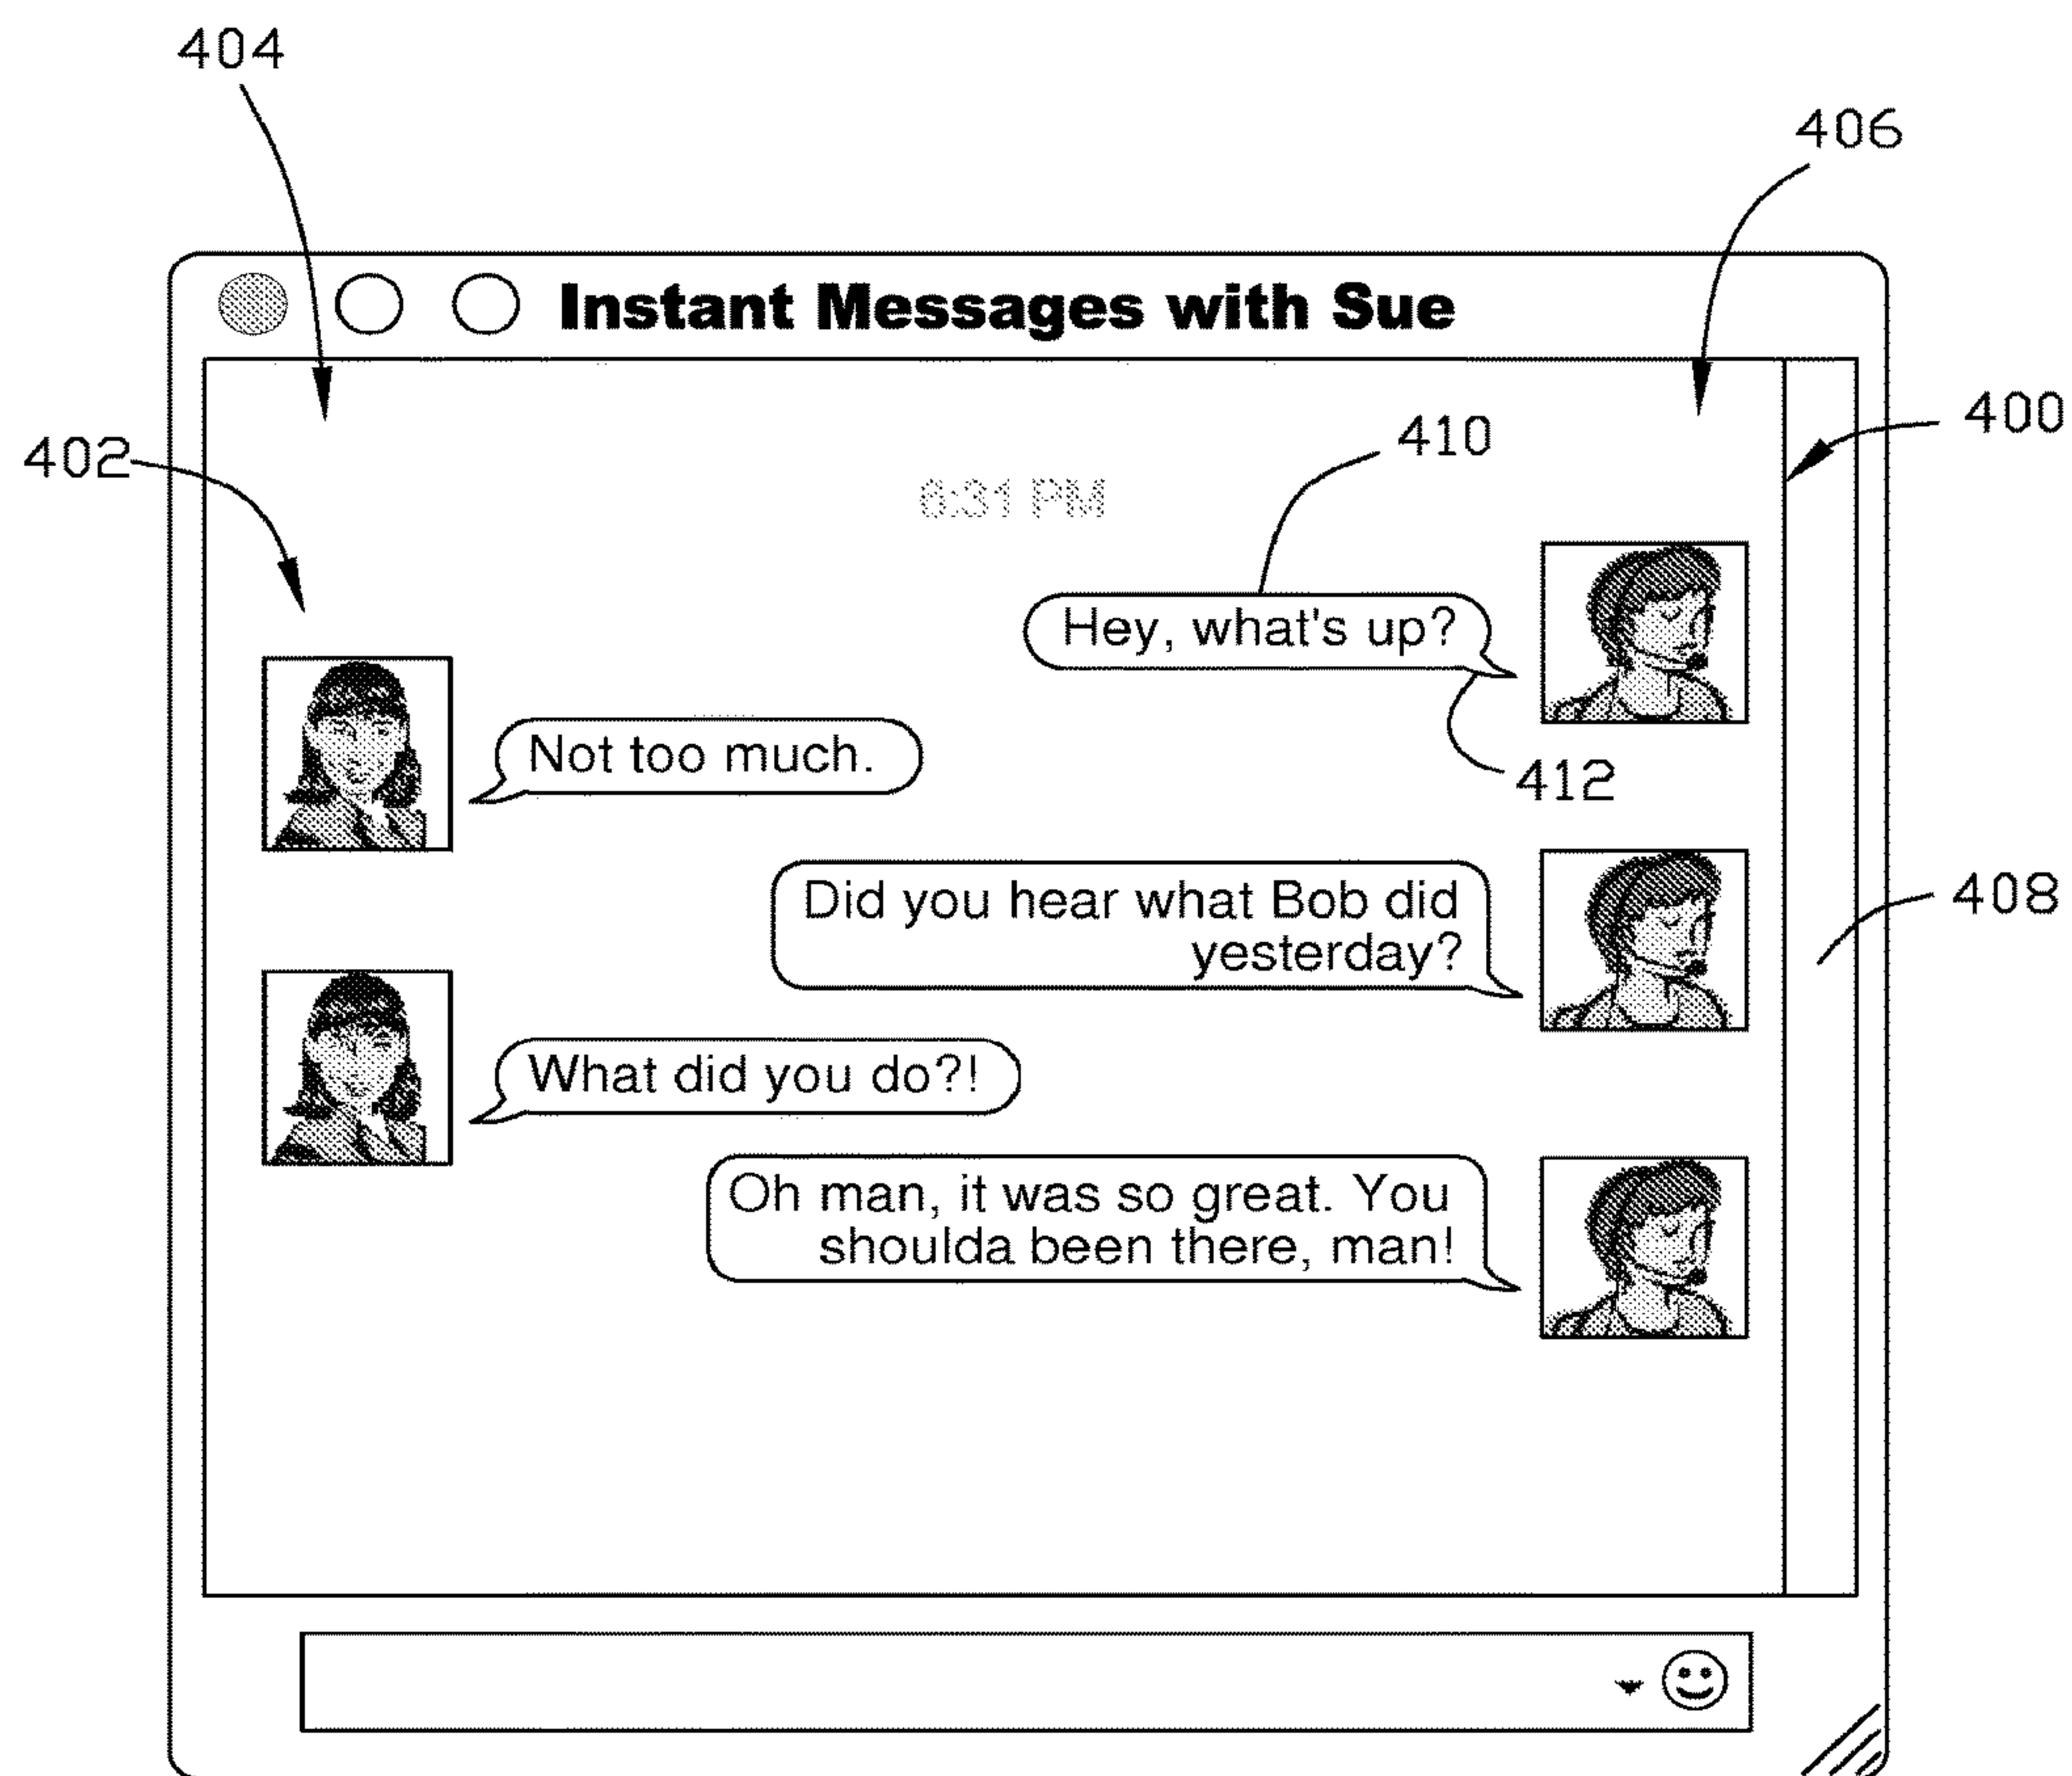 404
406
Instant Messages with Sue
400
410
402
6:31 PM
Hey, what's up?
Not too much.
412
Did you hear what Bob did
yesterday?
408
What did you do?!
Oh man, it was so great. You
shoulda been there, man!